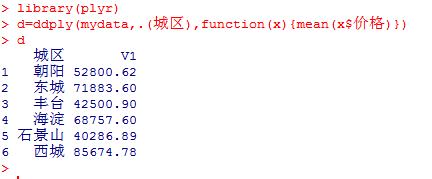 > library(plyr)
> d=ddply(mydata,.(城区),function(x){mean(x$价格)})
> d
城区 V1
1 朝阳 52800.62
2 东城 71883.60
3 丰台 42500.90
4 海淀 68757.60
5 石景山 40286.89
6 西城 85674.78
>